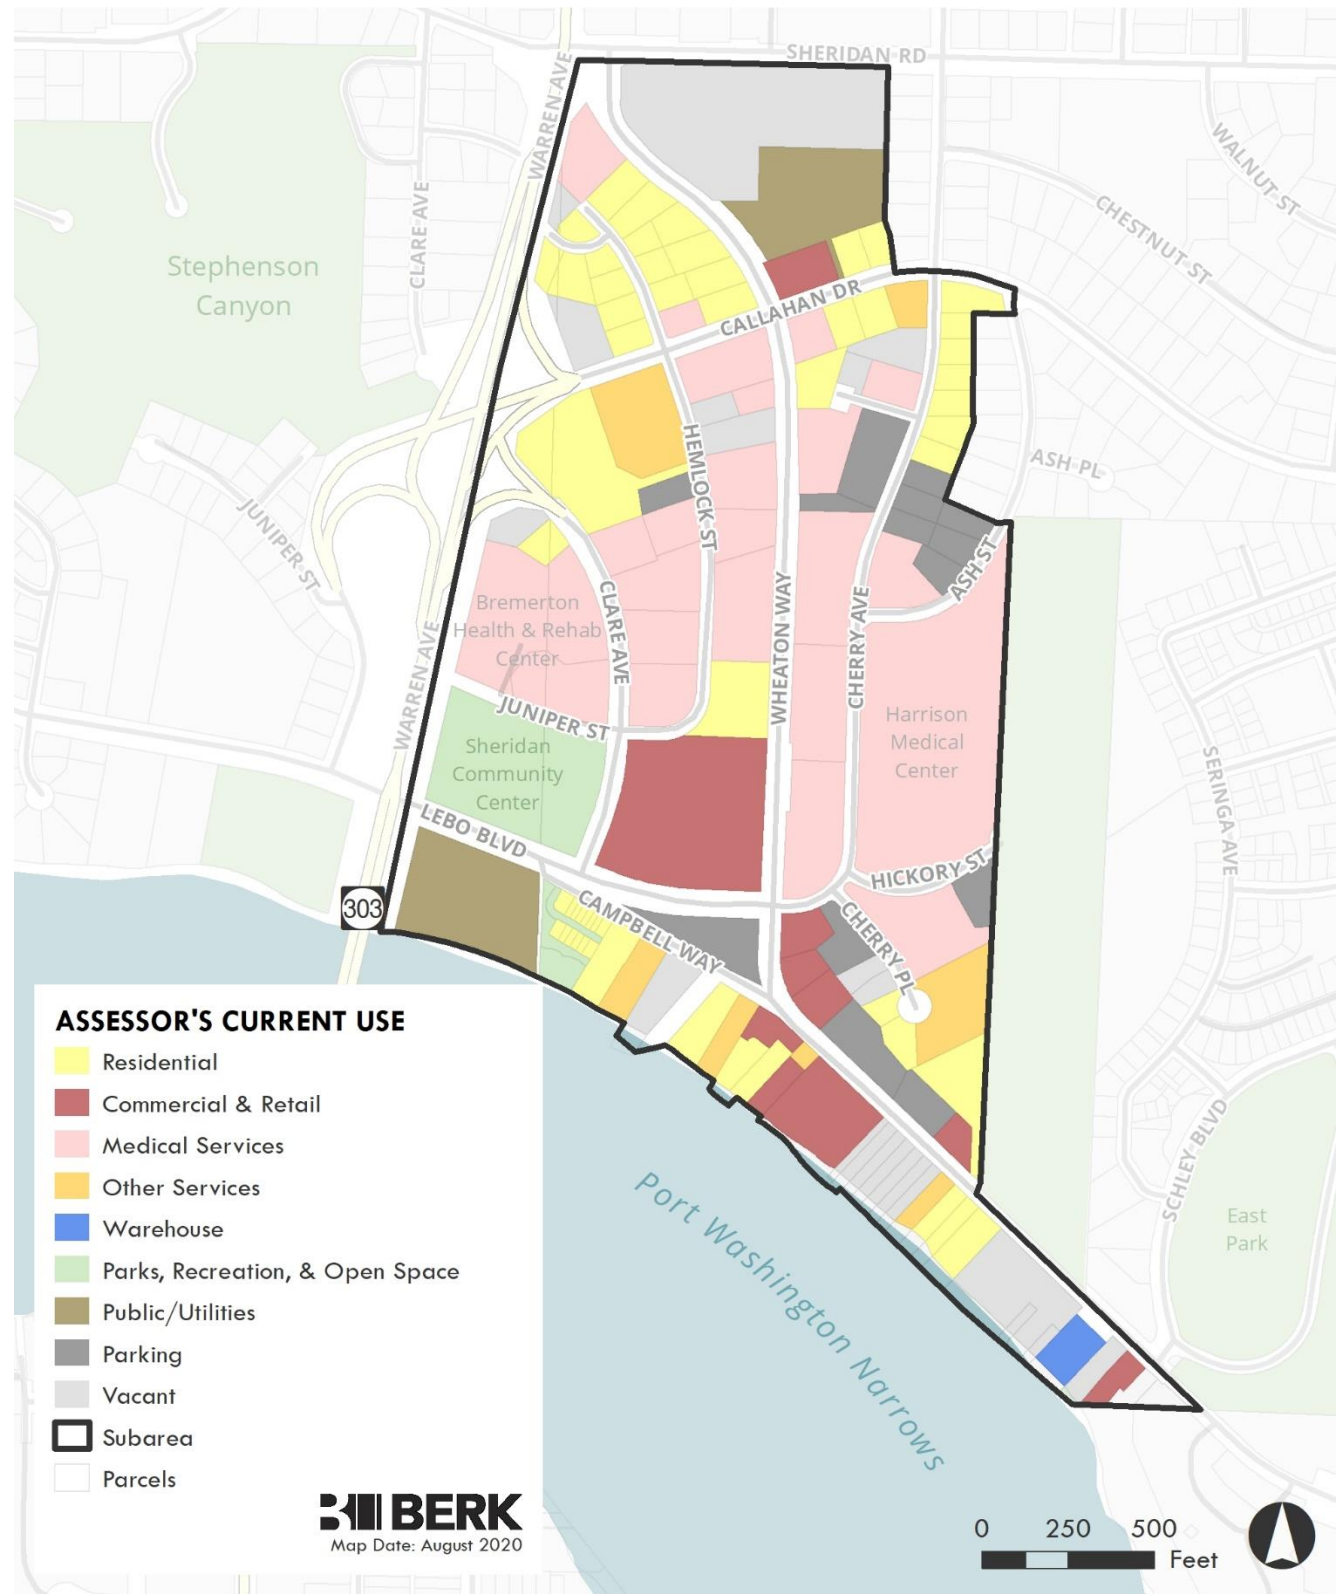 SHERIDAN RD
WARREN AVE
WALNUT ST
CLARE AVE
CHESTNUT ST
Stephenson
Canyon
CALLAHAN DR
ASH PL
HEMLOCK ST
JUNIPER ST
ASH ST
WHEATON WAY
CHERRY AVE
CLARE AVE
Bremerton
Health & Rehab
Center
WARREN AVE
JUNIPER ST
Harrison
Medical
Center
Sheridan
Community
Center
SERINGA AVE
LEBO BLVD
HICKORY ST
303
CAMPBELL WAY
CHERRY PL
SCHLEY BLVD
East
Park
Port Washington Narrows
ASSESSOR'S CURRENT USE
Residential
Commercial & Retail
Medical Services
Other Services
Warehouse
Parks, Recreation, & Open Space
Public/Utilities
Parking
Vacant
Subarea
Parcels
BERK
Map Date: August 2020
0 250 500
Feet